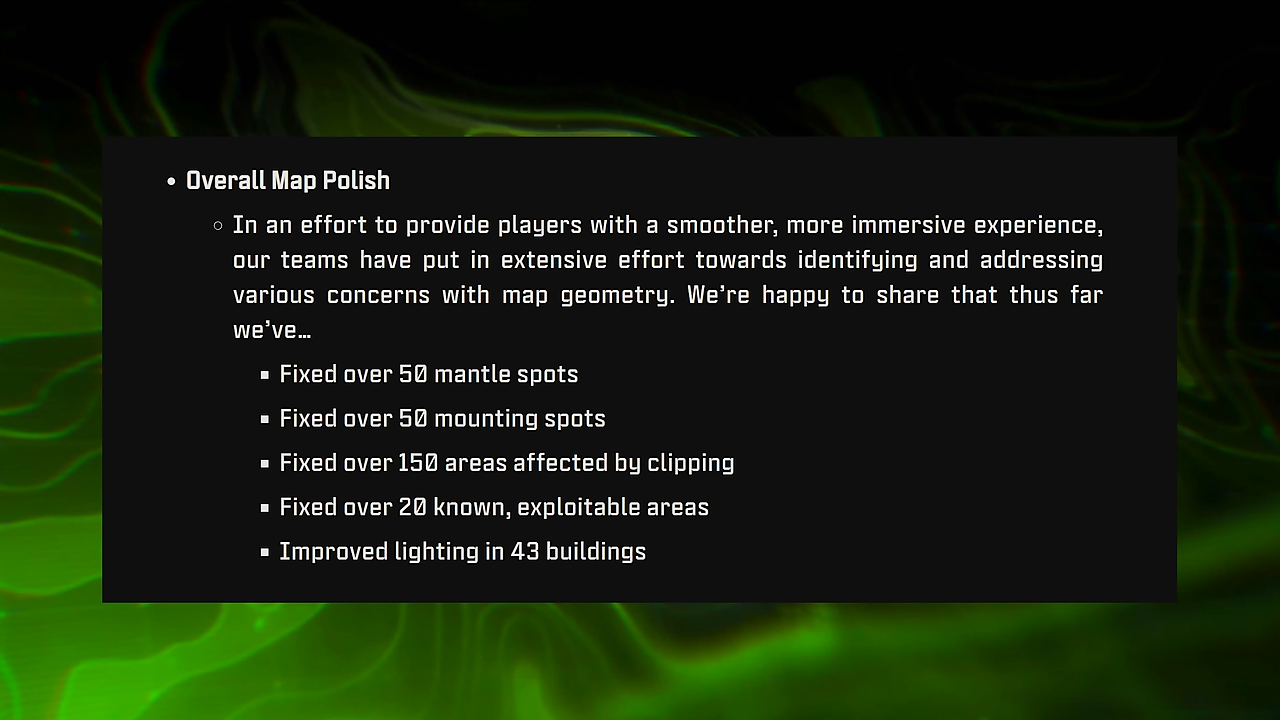 Overall Map Polish
In an effort to provide players with a smoother, more immersive experience,
our teams have put in extensive effort towards identifying and addressing
various concerns with map geometry. We’re happy to share that thus far
we’ve…
Fixed over 50 mantle spots
Fixed over 50 mounting spots
Fixed over 150 areas affected by clipping
Fixed over 20 known, exploitable areas
Improved lighting in 43 buildings